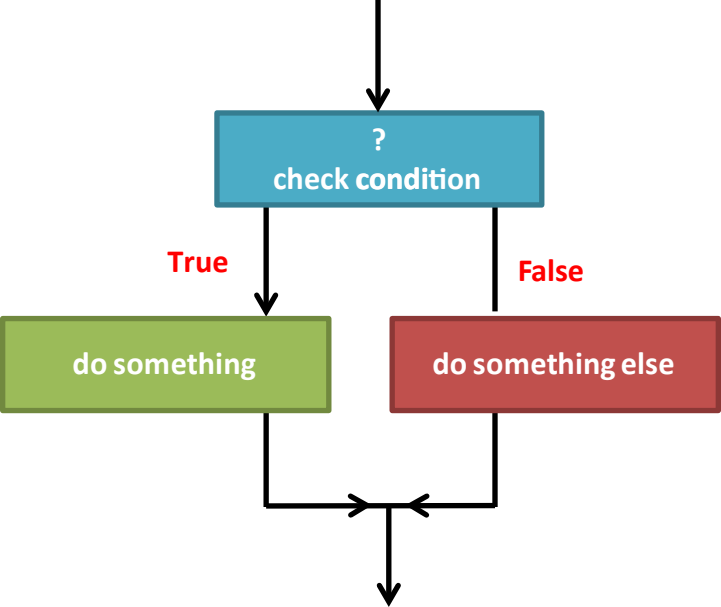 ?
check condition
True
False
do something
do something else